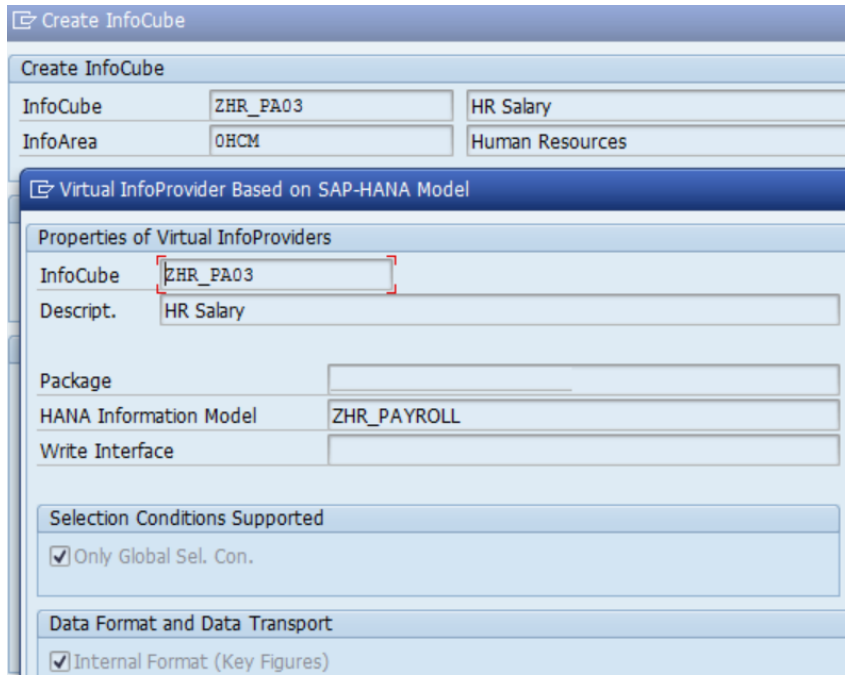 Create InfoCube
Create InfoCube
InfoCube ZHR_PA03 HR Salary
InfoArea 0HCM Human Resources
Virtual InfoProvider Based on SAP-HANA Model
Properties of Virtual InfoProviders
InfoCube ZHR_PA03
Descript. HR Salary
Package
HANA Information Model ZHR_PAYROLL
Write Interface
Selection Conditions Supported
Only Global Sel. Con.
Data Format and Data Transport
Internal Format (Key Figures)